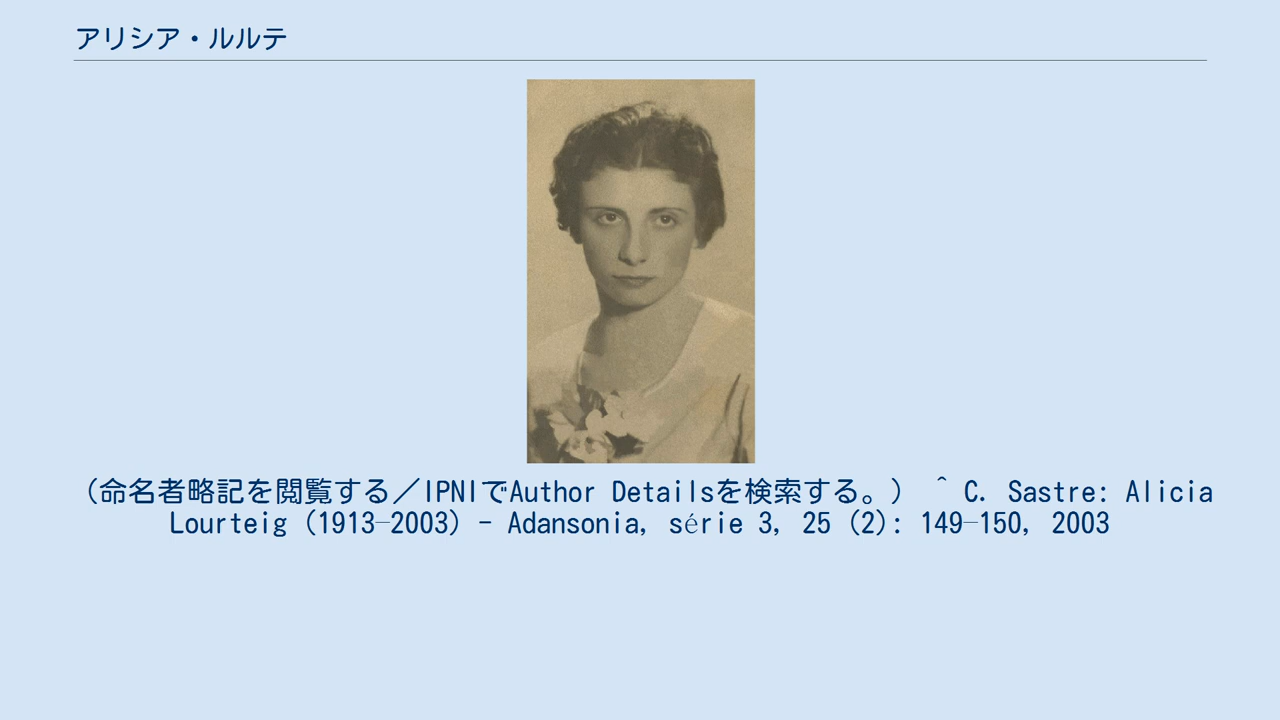 アリシア・ルルテ
（命名者略記を閲覧する／IPNIでAuthor Detailsを検索する。） ^ C. Sastre: Alicia
Lourteig (1913–2003) - Adansonia, série 3, 25 (2): 149–150, 2003